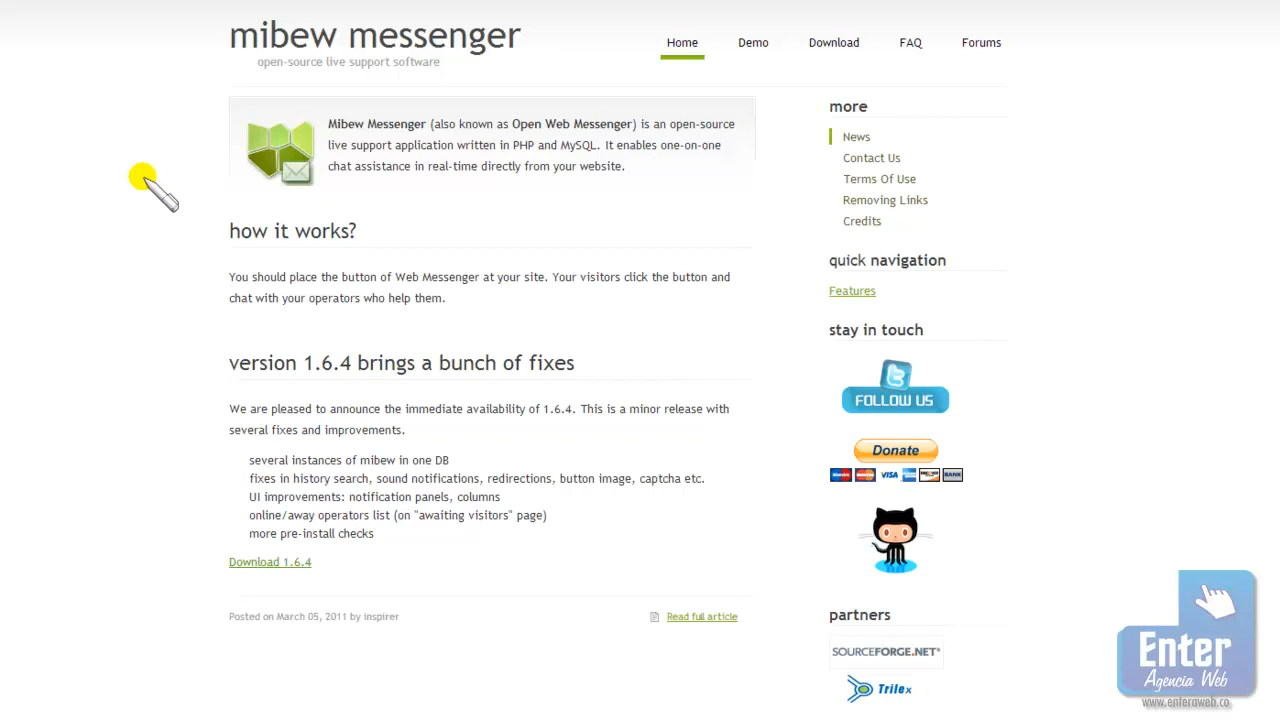 mibew messenger
open-source live support software
Home
Demo
Download
FAQ
Forums
Mibew Messenger (also known as Open Web Messenger) is an open-source
live support application written in PHP and MySQL. It enables one-on-one
chat assistance in real-time directly from your website.
how it works?
You should place the button of Web Messenger at your site. Your visitors click the button and
chat with your operators who help them.
version 1.6.4 brings a bunch of fixes
We are pleased to announce the immediate availability of 1.6.4. This is a minor release with
several fixes and improvements.
several instances of mibew in one DB
fixes in history search, sound notifications, redirections, button image, captcha etc.
UI improvements: notification panels, columns
online/away operators list (on "awaiting visitors" page)
more pre-install checks
Download 1.6.4
Posted on March 05, 2011 by inspirer
Read full article
more
News
Contact Us
Terms Of Use
Removing Links
Credits
quick navigation
Features
stay in touch
t
FOLLOW US
Donate
VISA
BANK
partners
SOURCEFORGE.NET®
Trilex
Enter
Agencia Web
www.enteraweb.co